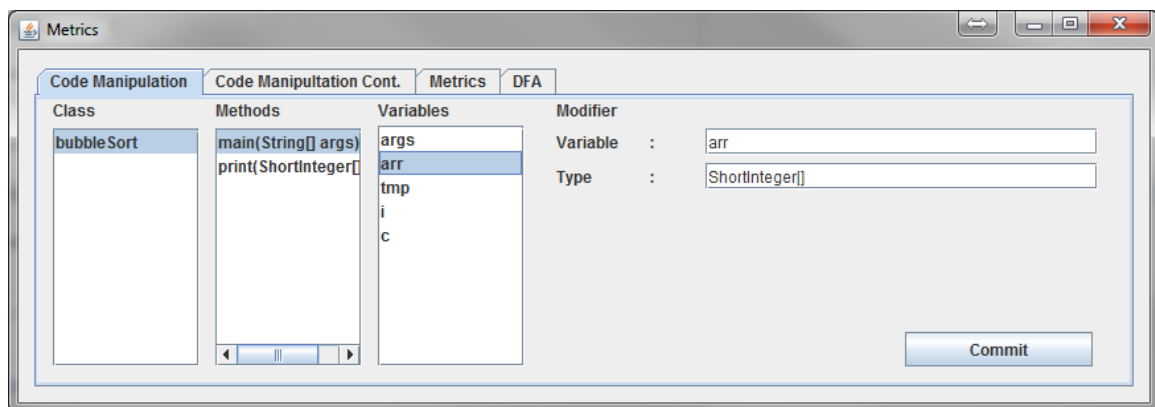 Metrics
Code Manipulation Code Manipultation Cont. Metrics DFA
Class Methods Variables Modifier
bubbleSort main(String[] args) args Variable : arr
print(ShortInteger[] arr Type : ShortInteger[]
tmp
i
c
Commit